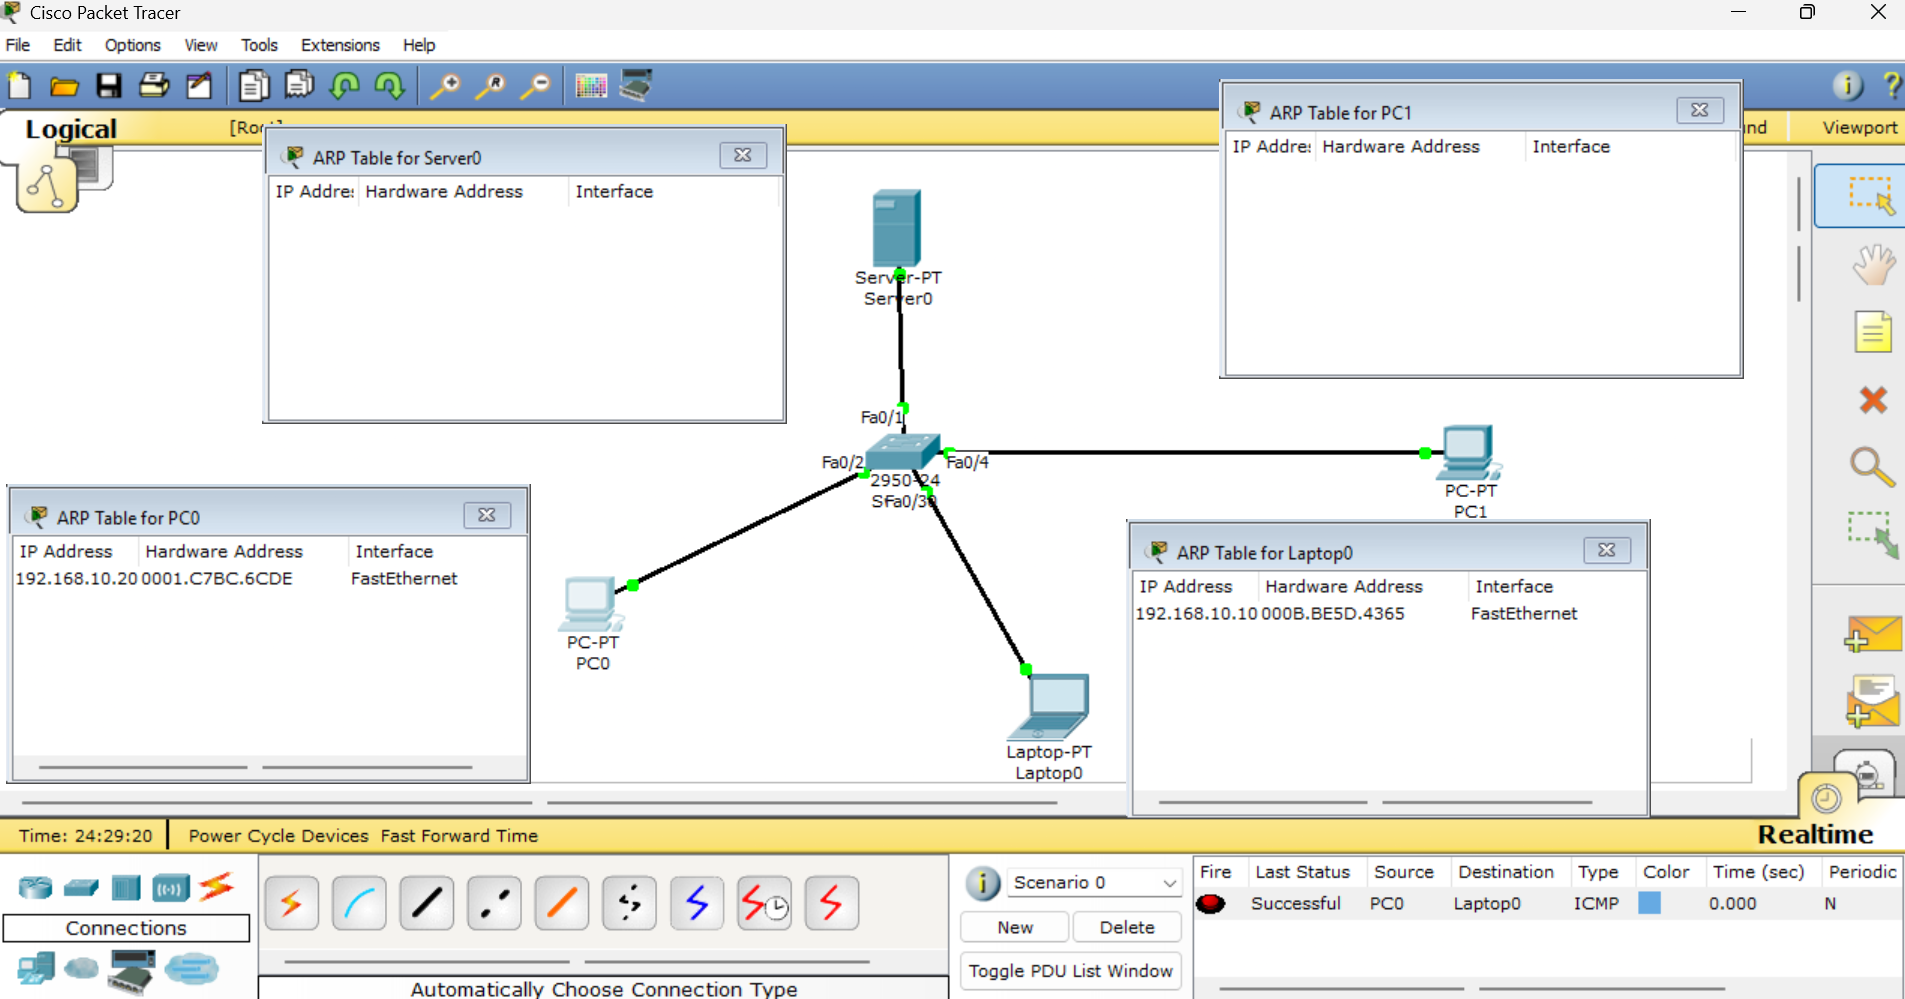 Cisco Packet Tracer
File Edit Options View Tools Extensions Help
Logical
ARP Table for Server0
IP Addre Hardware Address Interface
ARP Table for PC1
IP Addre Hardware Address Interface
Viewport
Server-PT
Server0
Fa0/1
Fa0/2
Fa0/4
2950-24
Fa0/3
PC-PT
PC1
ARP Table for PC0
IP Address Hardware Address Interface
192.168.10.20 0001.C7BC.6CDE FastEthernet
PC-PT
PC0
ARP Table for Laptop0
IP Address Hardware Address Interface
192.168.10.10 000B.BE5D.4365 FastEthernet
Laptop-PT
Laptop0
Time: 24:29:20 Power Cycle Devices Fast Forward Time
Realtime
Connections
Automatically Choose Connection Type
Scenario 0
New Delete
Toggle PDU List Window
Fire Last Status Source Destination Type Color Time (sec) Periodic
Successful PC0 Laptop0 ICMP 0.000 N